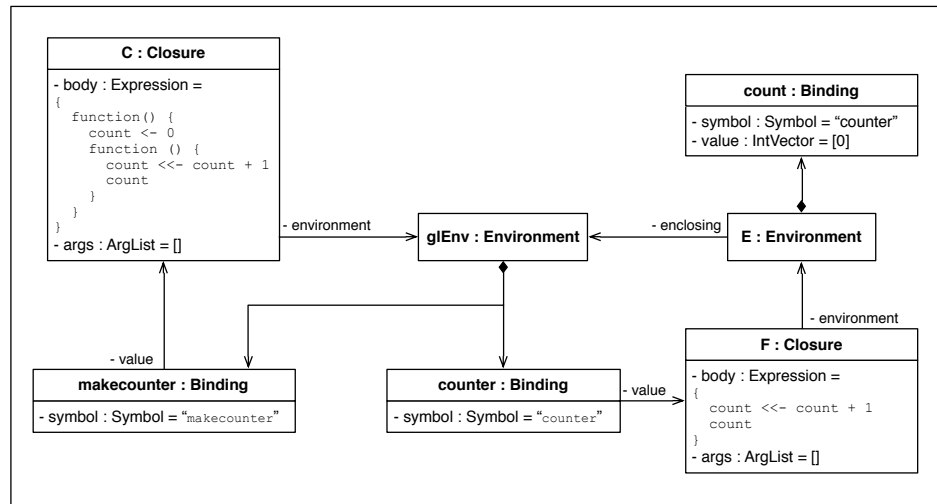 C : Closure
- body : Expression =
{
  function() {
    count <- 0
    function () {
      count <<- count + 1
      count
    }
  }
}
- args : ArgList = []
- environment
glEnv : Environment
- enclosing
E : Environment
count : Binding
- symbol : Symbol = “counter”
- value : IntVector = [0]
- value
makecounter : Binding
- symbol : Symbol = “makecounter”
counter : Binding
- symbol : Symbol = “counter”
- value
- environment
F : Closure
- body : Expression =
{
  count <<- count + 1
  count
}
- args : ArgList = []